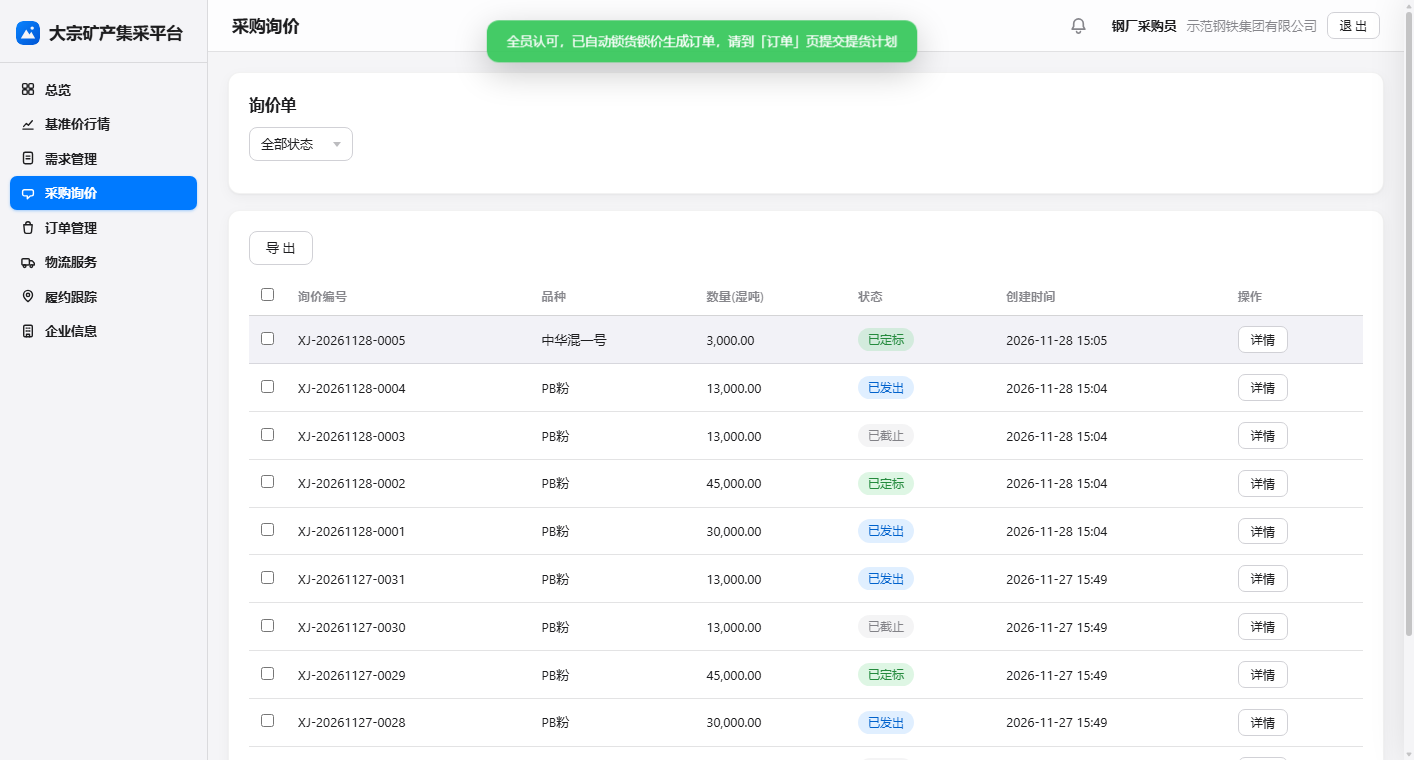 大宗矿产集采平台
采购询价
全员认可，已自动锁货锁价生成订单，请到「订单」页提交提货计划
钢厂采购员 示范钢铁集团有限公司 退出
总览
基准价行情
需求管理
采购询价
订单管理
物流服务
履约跟踪
企业信息
询价单
全部状态
导出
询价编号 品种 数量(湿吨) 状态 创建时间 操作
XJ-20261128-0005 中华混一号 3,000.00 已定标 2026-11-28 15:05 详情
XJ-20261128-0004 PB粉 13,000.00 已发出 2026-11-28 15:04 详情
XJ-20261128-0003 PB粉 13,000.00 已截止 2026-11-28 15:04 详情
XJ-20261128-0002 PB粉 45,000.00 已定标 2026-11-28 15:04 详情
XJ-20261128-0001 PB粉 30,000.00 已发出 2026-11-28 15:04 详情
XJ-20261127-0031 PB粉 13,000.00 已发出 2026-11-27 15:49 详情
XJ-20261127-0030 PB粉 13,000.00 已截止 2026-11-27 15:49 详情
XJ-20261127-0029 PB粉 45,000.00 已定标 2026-11-27 15:49 详情
XJ-20261127-0028 PB粉 30,000.00 已发出 2026-11-27 15:49 详情